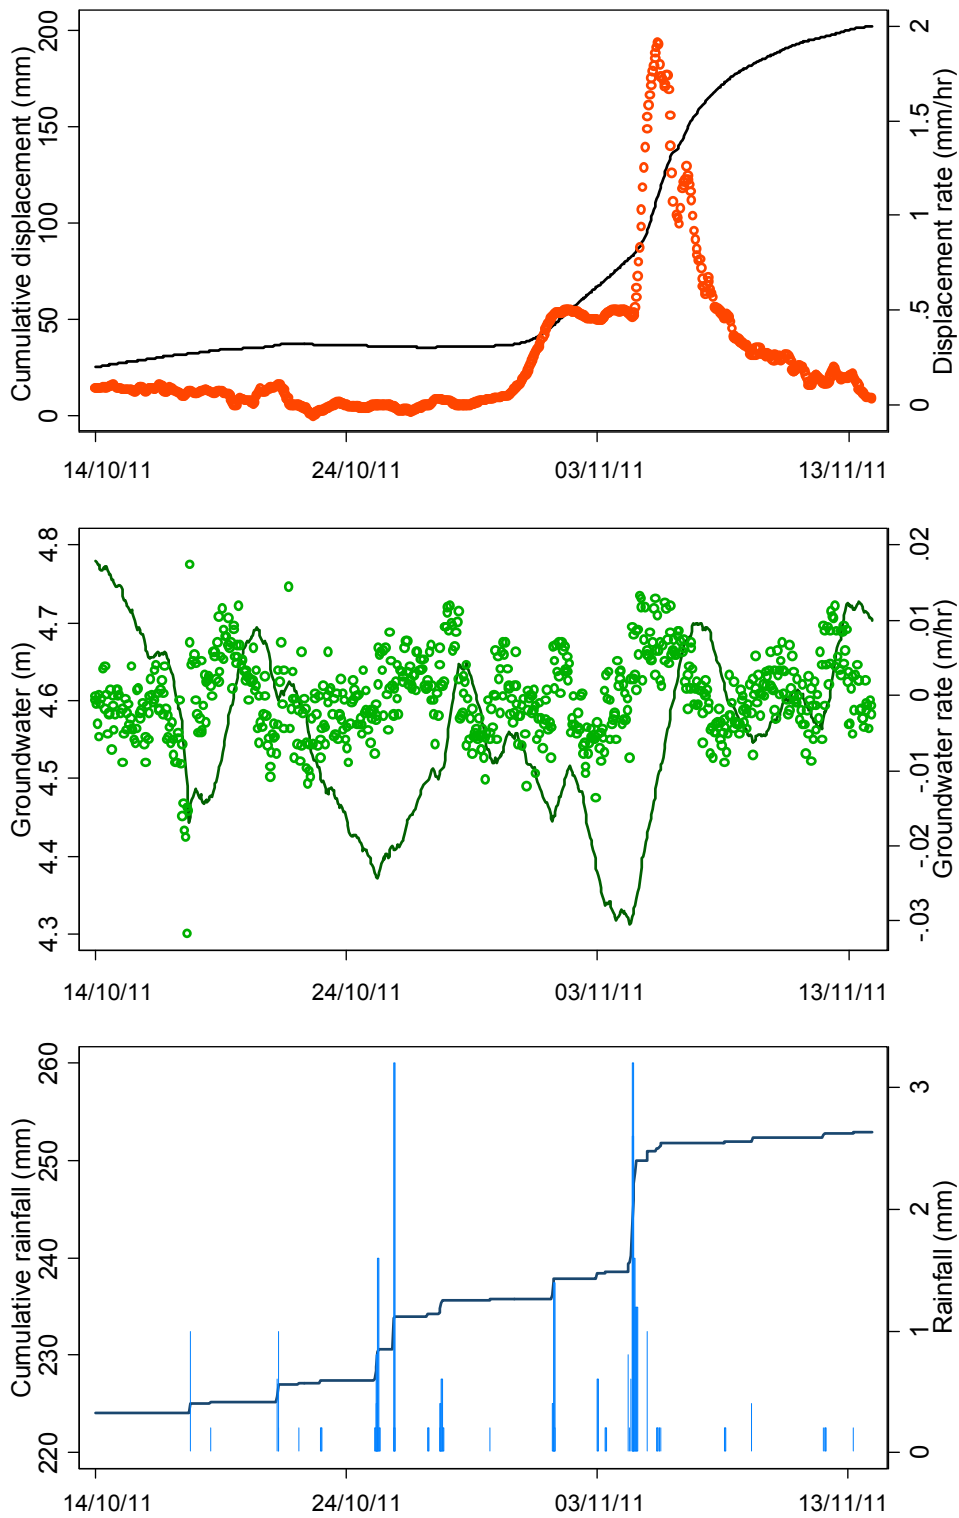 Cumulative displacement (mm)
0 50 100 150 200
Displacement rate (mm/hr)
0 .5 1 1.5 2
14/10/11 24/10/11 03/11/11 13/11/11
Groundwater (m)
4.3 4.4 4.5 4.6 4.7 4.8
Groundwater rate (m/hr)
-.03 -.02 -.01 0 .01 .02
14/10/11 24/10/11 03/11/11 13/11/11
Cumulative rainfall (mm)
220 230 240 250 260
Rainfall (mm)
0 1 2 3
14/10/11 24/10/11 03/11/11 13/11/11